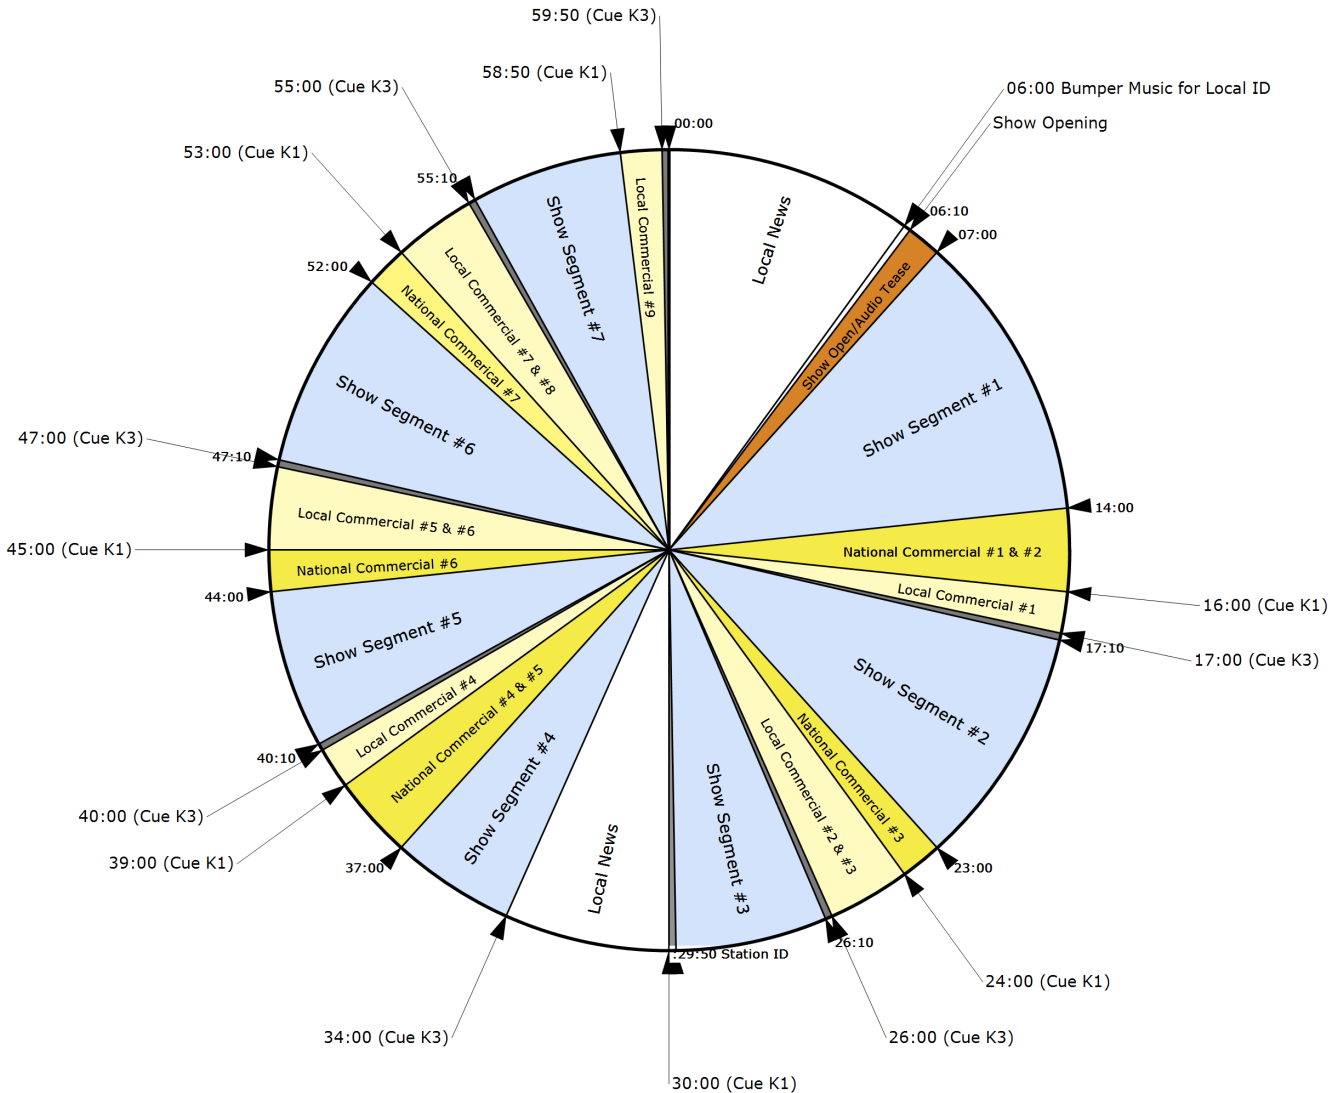 59:50 (Cue K3)
58:50 (Cue K1)
55:00 (Cue K3)
53:00 (Cue K1)
00:00
06:00 Bumper Music for Local ID
Show Opening
06:10
07:00
55:10
52:00
Local News
Show Open/Audio Tease
Show Segment #1
14:00
National Commercial #1 & #2
Local Commercial #1
16:00 (Cue K1)
17:10
17:00 (Cue K3)
Show Segment #2
National Commercial #3
23:00
Local Commercial #2 & #3
24:00 (Cue K1)
26:10
26:00 (Cue K3)
Show Segment #3
:29:50 Station ID
30:00 (Cue K1)
Local News
34:00 (Cue K3)
Show Segment #4
37:00
National Commercial #4 & #5
39:00 (Cue K1)
Local Commercial #4
40:00 (Cue K3)
40:10
Show Segment #5
44:00
National Commercial #6
45:00 (Cue K1)
Local Commercial #5 & #6
47:00 (Cue K3)
47:10
Show Segment #6
National Commerical #7
Local Commercial #7 & #8
Show Segment #7
Local Commercial #9